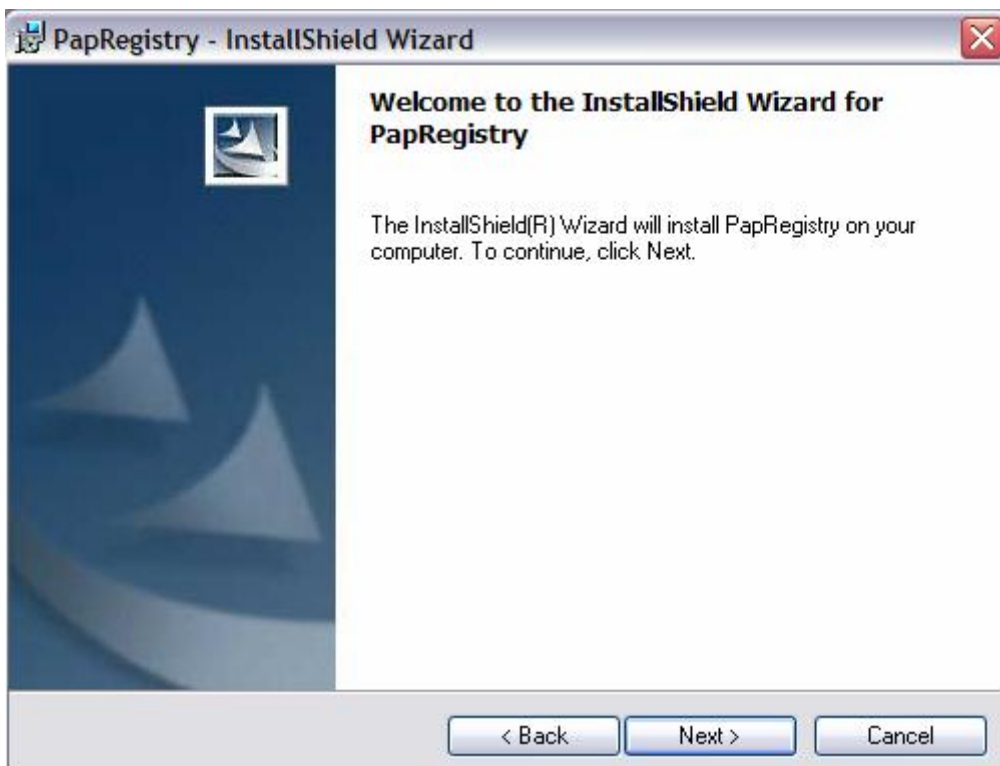 PapRegistry - InstallShield Wizard
Welcome to the InstallShield Wizard for
PapRegistry
The InstallShield(R) Wizard will install PapRegistry on your
computer. To continue, click Next.
< Back
Next >
Cancel